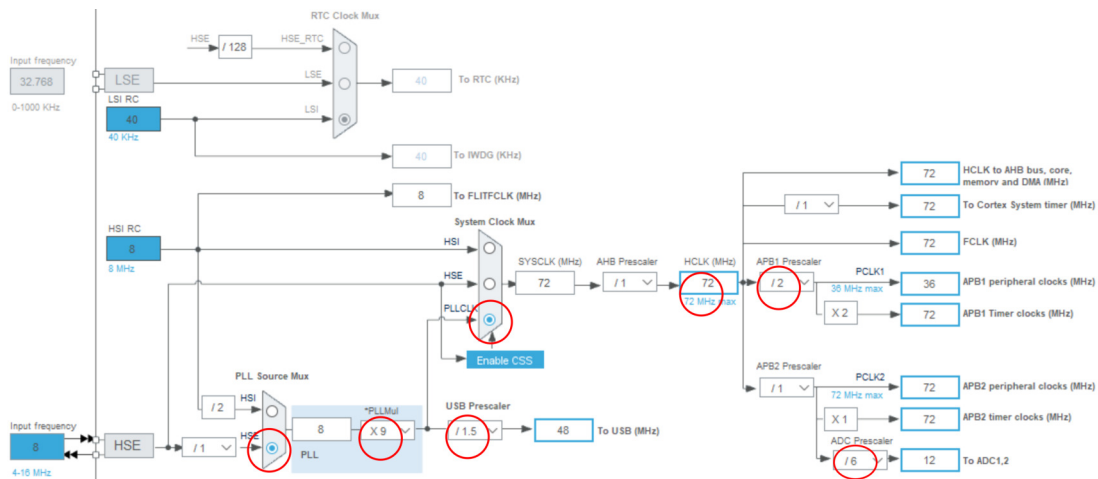 RTC Clock Mux
HSE
/ 128
HSE_RTC
Input frequency
32.768
0-1000 KHz
LSE
LSE
40
To RTC (KHz)
LSI RC
40
40 KHz
LSI
40
To IWDG (KHz)
8
To FLITFCLK (MHz)
System Clock Mux
HSI RC
8
8 MHz
HSI
HSE
PLLCLK
SYSCLK (MHz)
72
AHB Prescaler
/ 1
HCLK (MHz)
72
72 MHz max
Enable CSS
72
HCLK to AHB bus, core,
memory and DMA (MHz)
/ 1
72
To Cortex System timer (MHz)
72
FCLK (MHz)
APB1 Prescaler
/ 2
PCLK1
36 MHz max
36
APB1 peripheral clocks (MHz)
X 2
72
APB1 Timer clocks (MHz)
APB2 Prescaler
/ 1
PCLK2
72 MHz max
72
APB2 peripheral clocks (MHz)
X 1
72
APB2 timer clocks (MHz)
ADC Prescaler
/ 6
12
To ADC1,2
PLL Source Mux
/ 2
HSI
HSE
8
*PLLMul
X 9
PLL
USB Prescaler
/ 1.5
48
To USB (MHz)
Input frequency
8
4-16 MHz
HSE
/ 1